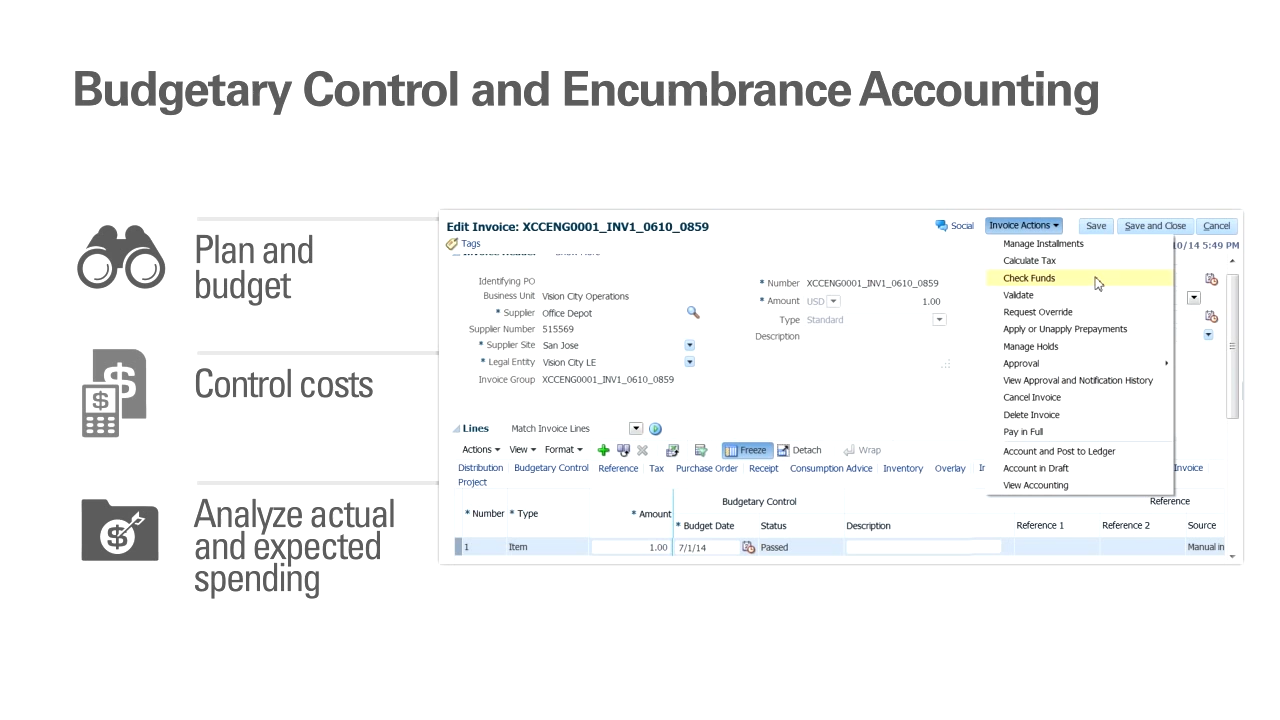 Budgetary Control and Encumbrance Accounting
Plan and
budget
Control costs
Analyze actual
and expected
spending
Edit Invoice: XCCENG0001_INV1_0610_0859
Social
Invoice Actions
Save
Save and Close
Cancel
Tags
10/14 5:49 PM
Identifying PO
Business Unit Vision City Operations
* Supplier Office Depot
Supplier Number 515569
* Supplier Site San Jose
* Legal Entity Vision City LE
Invoice Group XCCENG0001_INV1_0610_0859
* Number XCCENG0001_INV1_0610_0859
* Amount USD 1.00
Type Standard
Description
Manage Installments
Calculate Tax
Check Funds
Validate
Request Override
Apply or Unapply Prepayments
Manage Holds
Approval
View Approval and Notification History
Cancel Invoice
Delete Invoice
Pay in Full
Account and Post to Ledger
Account in Draft
View Accounting
Lines Match Invoice Lines
Actions View Format Freeze Detach Wrap
Distribution Budgetary Control Reference Tax Purchase Order Receipt Consumption Advice Inventory Overlay In Invoice
Project
Budgetary Control Reference
* Number * Type * Amount * Budget Date Status Description Reference 1 Reference 2 Source
1 Item 1.00 7/1/14 Passed Manual in